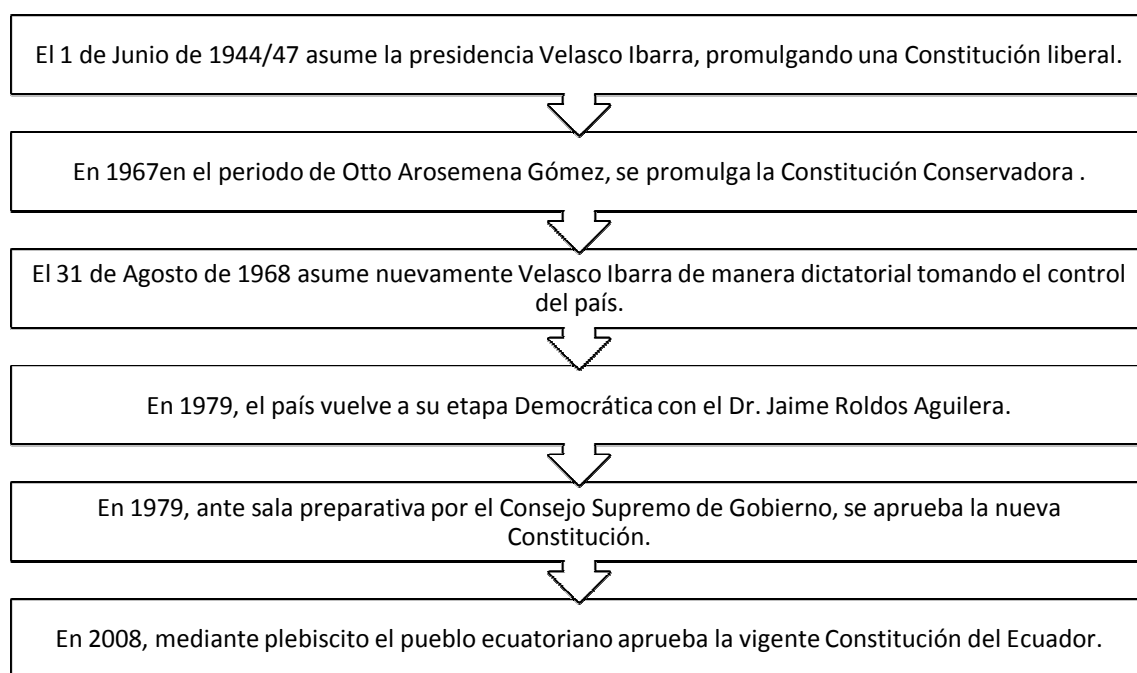 El 1 de Junio de 1944/47 asume la presidencia Velasco Ibarra, promulgando una Constitución liberal.
En 1967en el periodo de Otto Arosemena Gómez, se promulga la Constitución Conservadora .
El 31 de Agosto de 1968 asume nuevamente Velasco Ibarra de manera dictatorial tomando el control
del país.
En 1979, el país vuelve a su etapa Democrática con el Dr. Jaime Roldos Aguilera.
En 1979, ante sala preparativa por el Consejo Supremo de Gobierno, se aprueba la nueva
Constitución.
En 2008, mediante plebiscito el pueblo ecuatoriano aprueba la vigente Constitución del Ecuador.